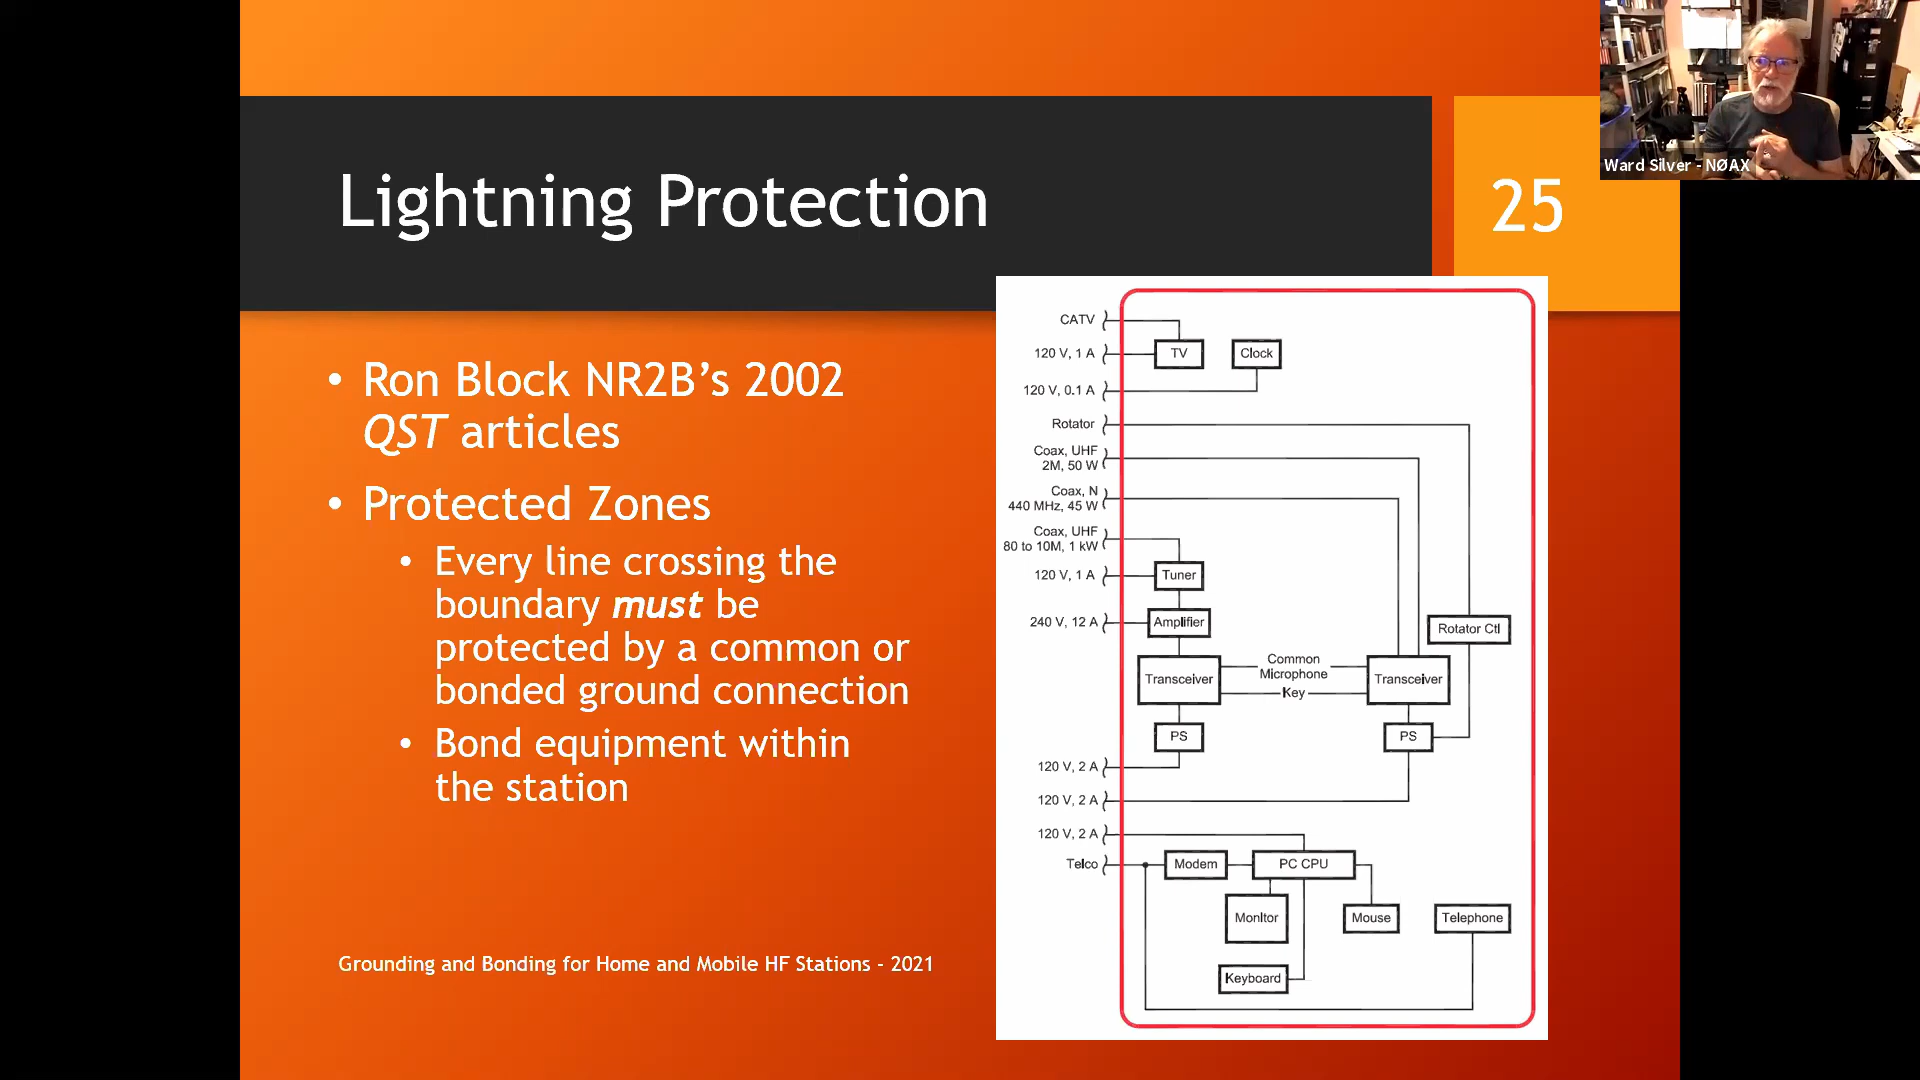 Ward Silver - NØAX
Lightning Protection
25
• Ron Block NR2B’s 2002
QST articles
• Protected Zones
• Every line crossing the
boundary must be
protected by a common or
bonded ground connection
• Bond equipment within
the station
Grounding and Bonding for Home and Mobile HF Stations - 2021
CATV
120 V, 1 A
TV
Clock
120 V, 0.1 A
Rotator
Coax, UHF
2M, 50 W
Coax, N
440 MHz, 45 W
Coax, UHF
80 to 10M, 1 kW
120 V, 1 A
Tuner
240 V, 12 A
Amplifier
Rotator Ctl
Transceiver
Common
Microphone
Key
Transceiver
PS
PS
120 V, 2 A
120 V, 2 A
120 V, 2 A
Telco
Modem
PC CPU
Monitor
Mouse
Telephone
Keyboard